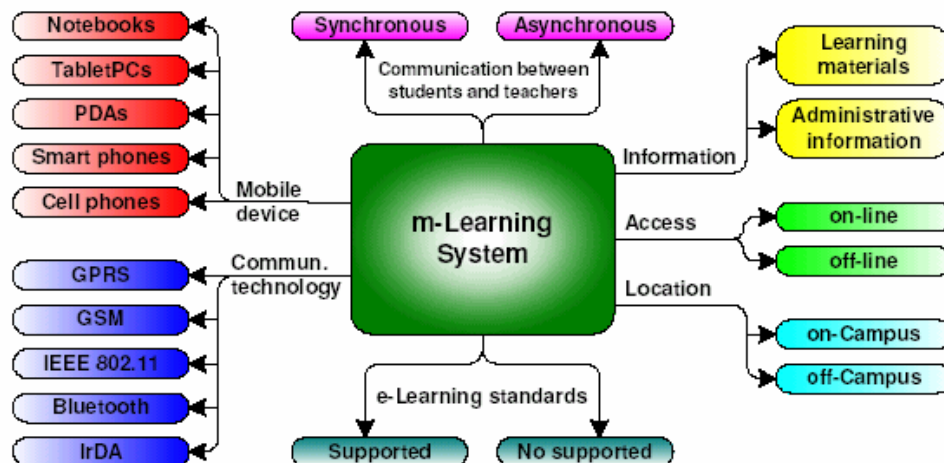 Notebooks
TabletPCs
PDAs
Smart phones
Cell phones
Mobile
device
Synchronous
Asynchronous
Communication between
students and teachers
Learning
materials
Administrative
information
Information
m-Learning
System
Access
on-line
off-line
Location
on-Campus
off-Campus
Commun.
technology
GPRS
GSM
IEEE 802.11
Bluetooth
IrDA
e-Learning standards
Supported
No supported